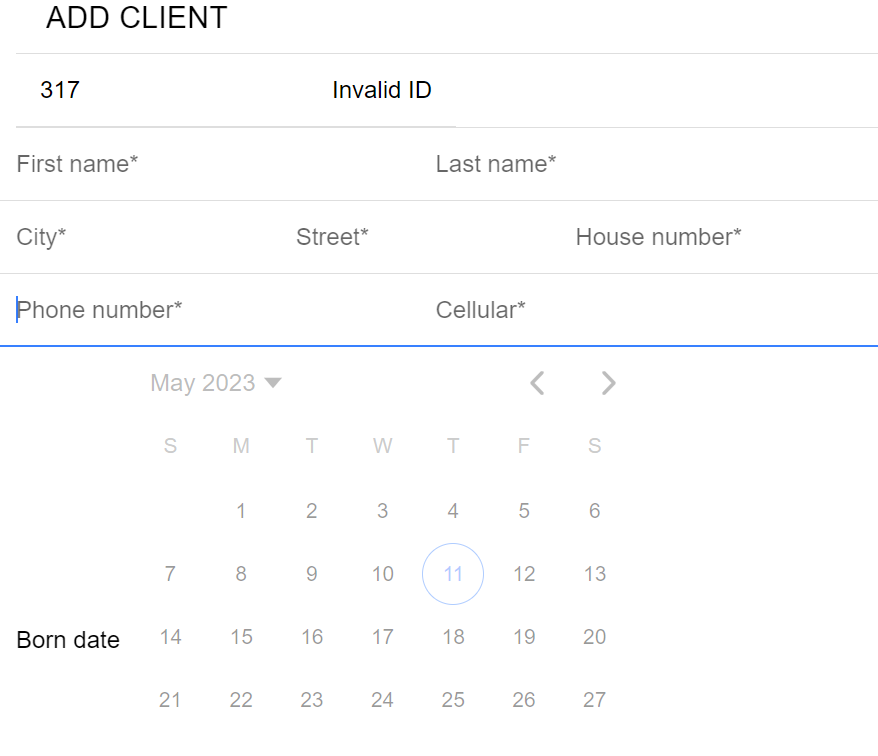 ADD CLIENT
317 Invalid ID
First name* Last name*
City* Street* House number*
Phone number* Cellular*
May 2023
S M T W T F S
1 2 3 4 5 6
7 8 9 10 11 12 13
Born date 14 15 16 17 18 19 20
21 22 23 24 25 26 27